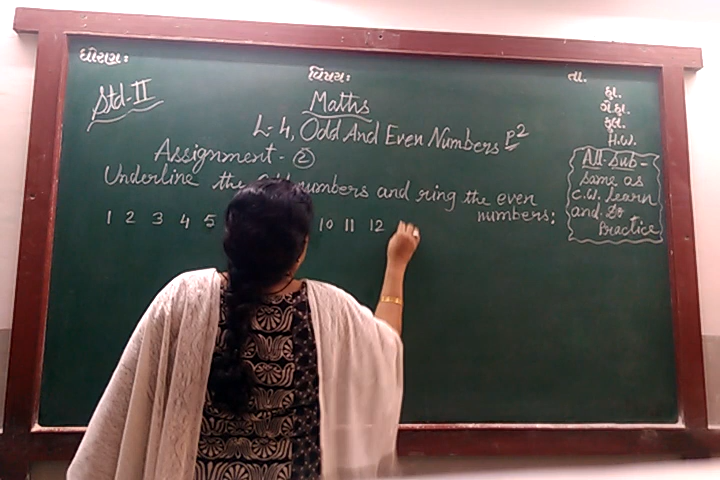 ધોરણઃ
વિષયઃ
તા.
Std-II
Maths
L-4, Odd And Even Numbers P2
Assignment-②
Underline the numbers and ring the even
numbers:
1 2 3 4 5 10 11 12
કુા.
ગે.હા.
કુલ
H.W.
All-Sub-
Same as
C.W. Learn
and Do
Practice